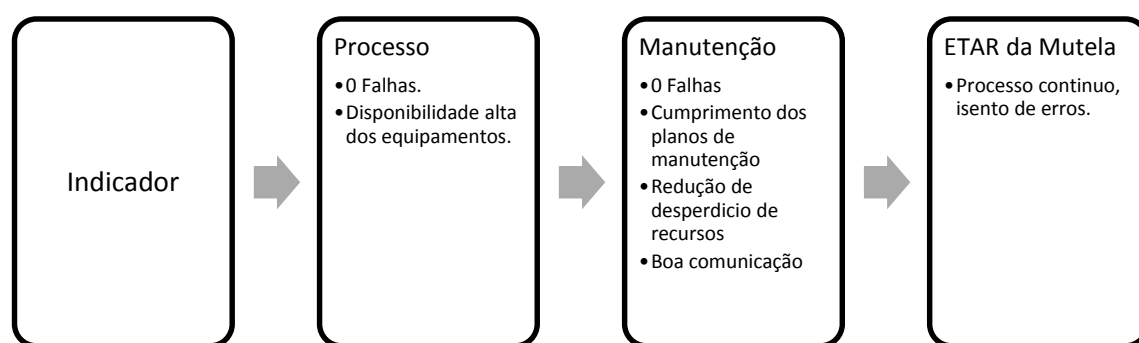 Indicador
Processo
•0 Falhas.
•Disponibilidade alta
dos equipamentos.
Manutenção
•0 Falhas
•Cumprimento dos
planos de
manutenção
•Redução de
desperdicio de
recursos
•Boa comunicação
ETAR da Mutela
•Processo continuo,
isento de erros.